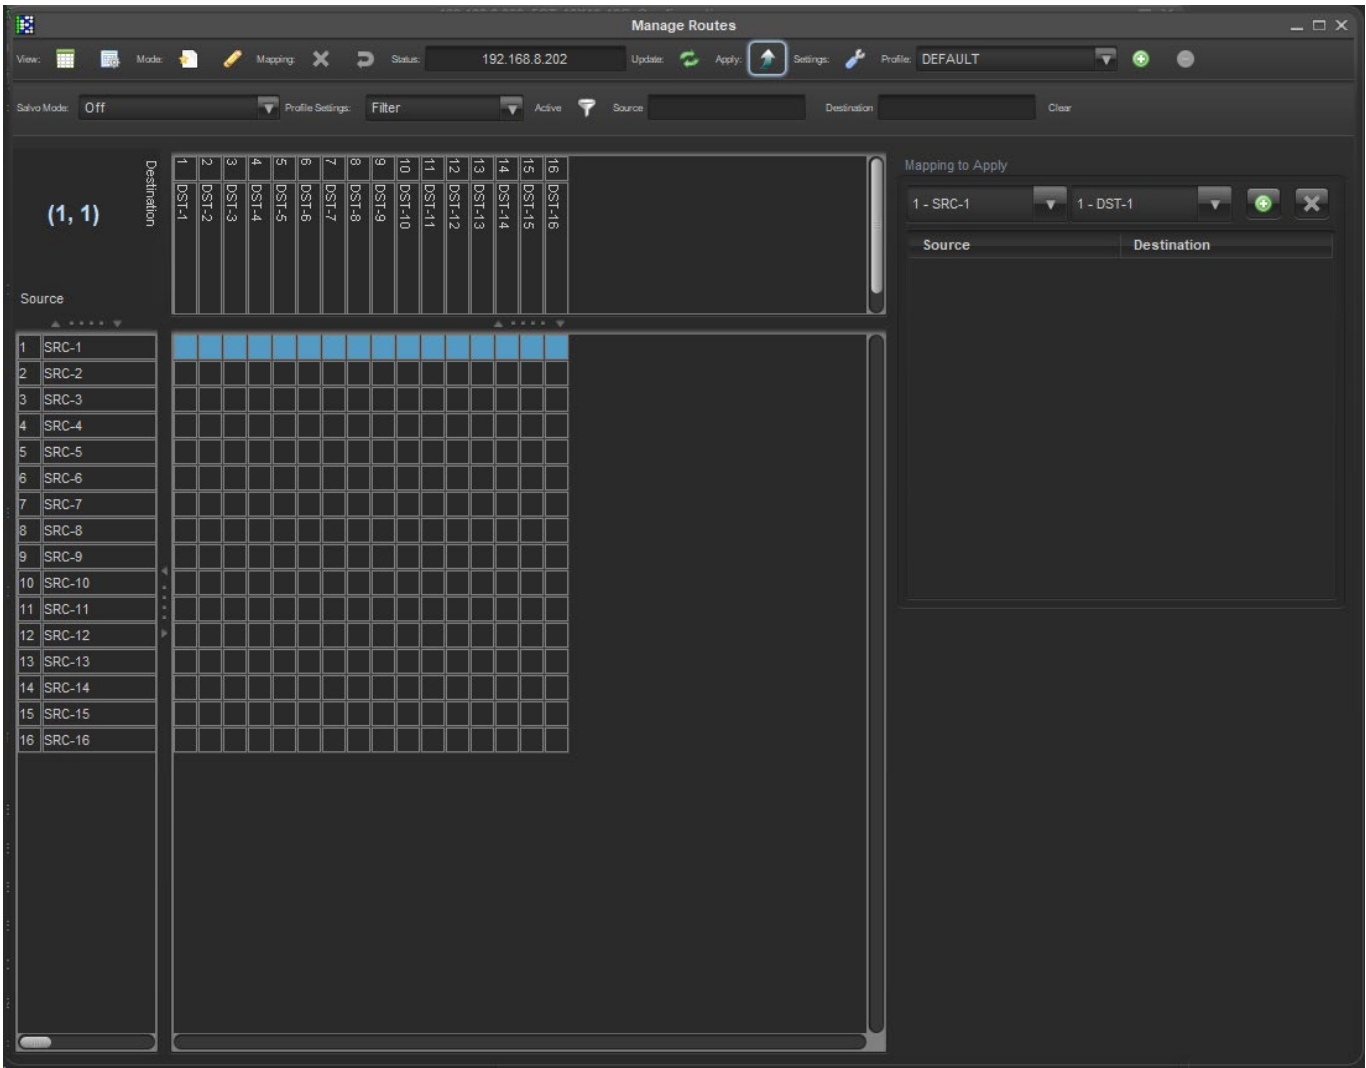 Manage Routes
View: Mode: Mapping: Status: 192.168.8.202 Update: Apply: Settings: Profile: DEFAULT
Salvo Mode: Off Profile Settings: Filter Active Source Destination Clear
(1, 1)
Destination
Source
1 2 3 4 5 6 7 8 9 10 11 12 13 14 15 16
DST-1 DST-2 DST-3 DST-4 DST-5 DST-6 DST-7 DST-8 DST-9 DST-10 DST-11 DST-12 DST-13 DST-14 DST-15 DST-16
1 SRC-1
2 SRC-2
3 SRC-3
4 SRC-4
5 SRC-5
6 SRC-6
7 SRC-7
8 SRC-8
9 SRC-9
10 SRC-10
11 SRC-11
12 SRC-12
13 SRC-13
14 SRC-14
15 SRC-15
16 SRC-16
Mapping to Apply
1 - SRC-1 1 - DST-1
Source Destination